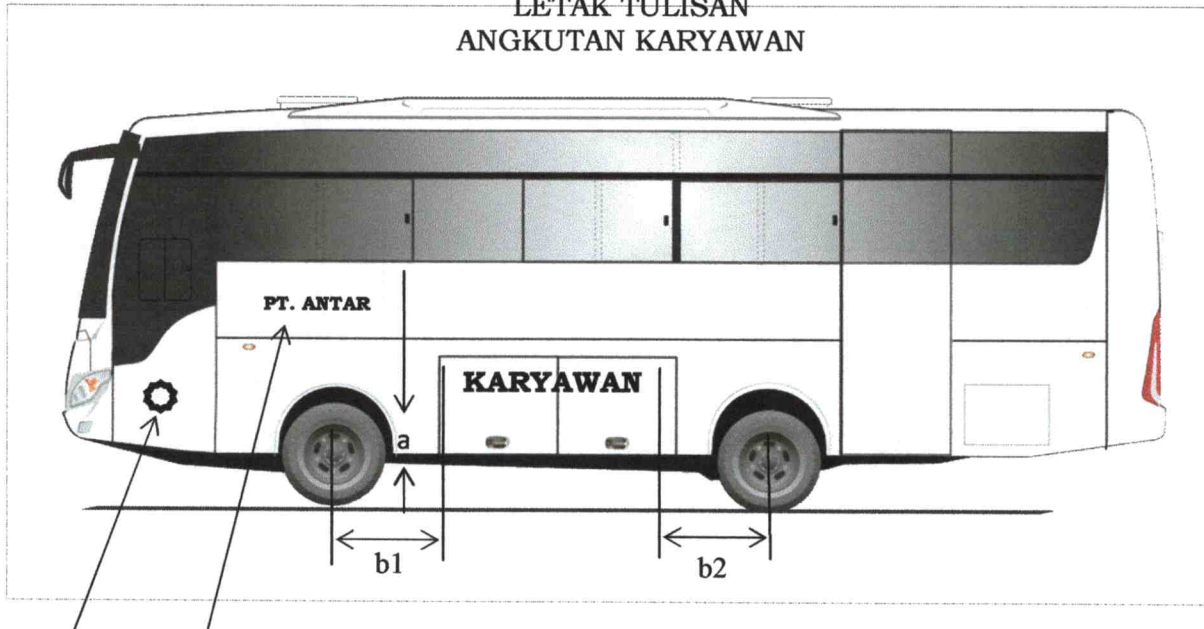 LETAK TULISAN
ANGKUTAN KARYAWAN
PT. ANTAR
KARYAWAN
a
b1
b2